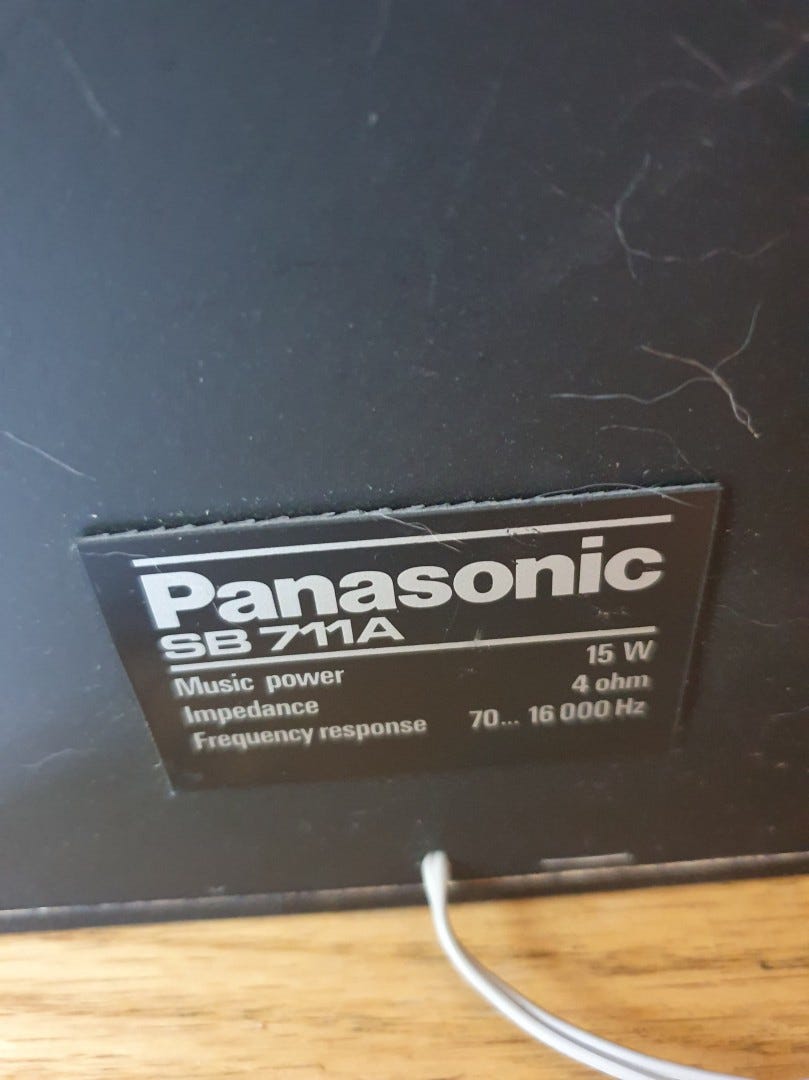 Panasonic
SB 711A
Music power 15 W
Impedance 4 ohm
Frequency response 70... 16 000 Hz